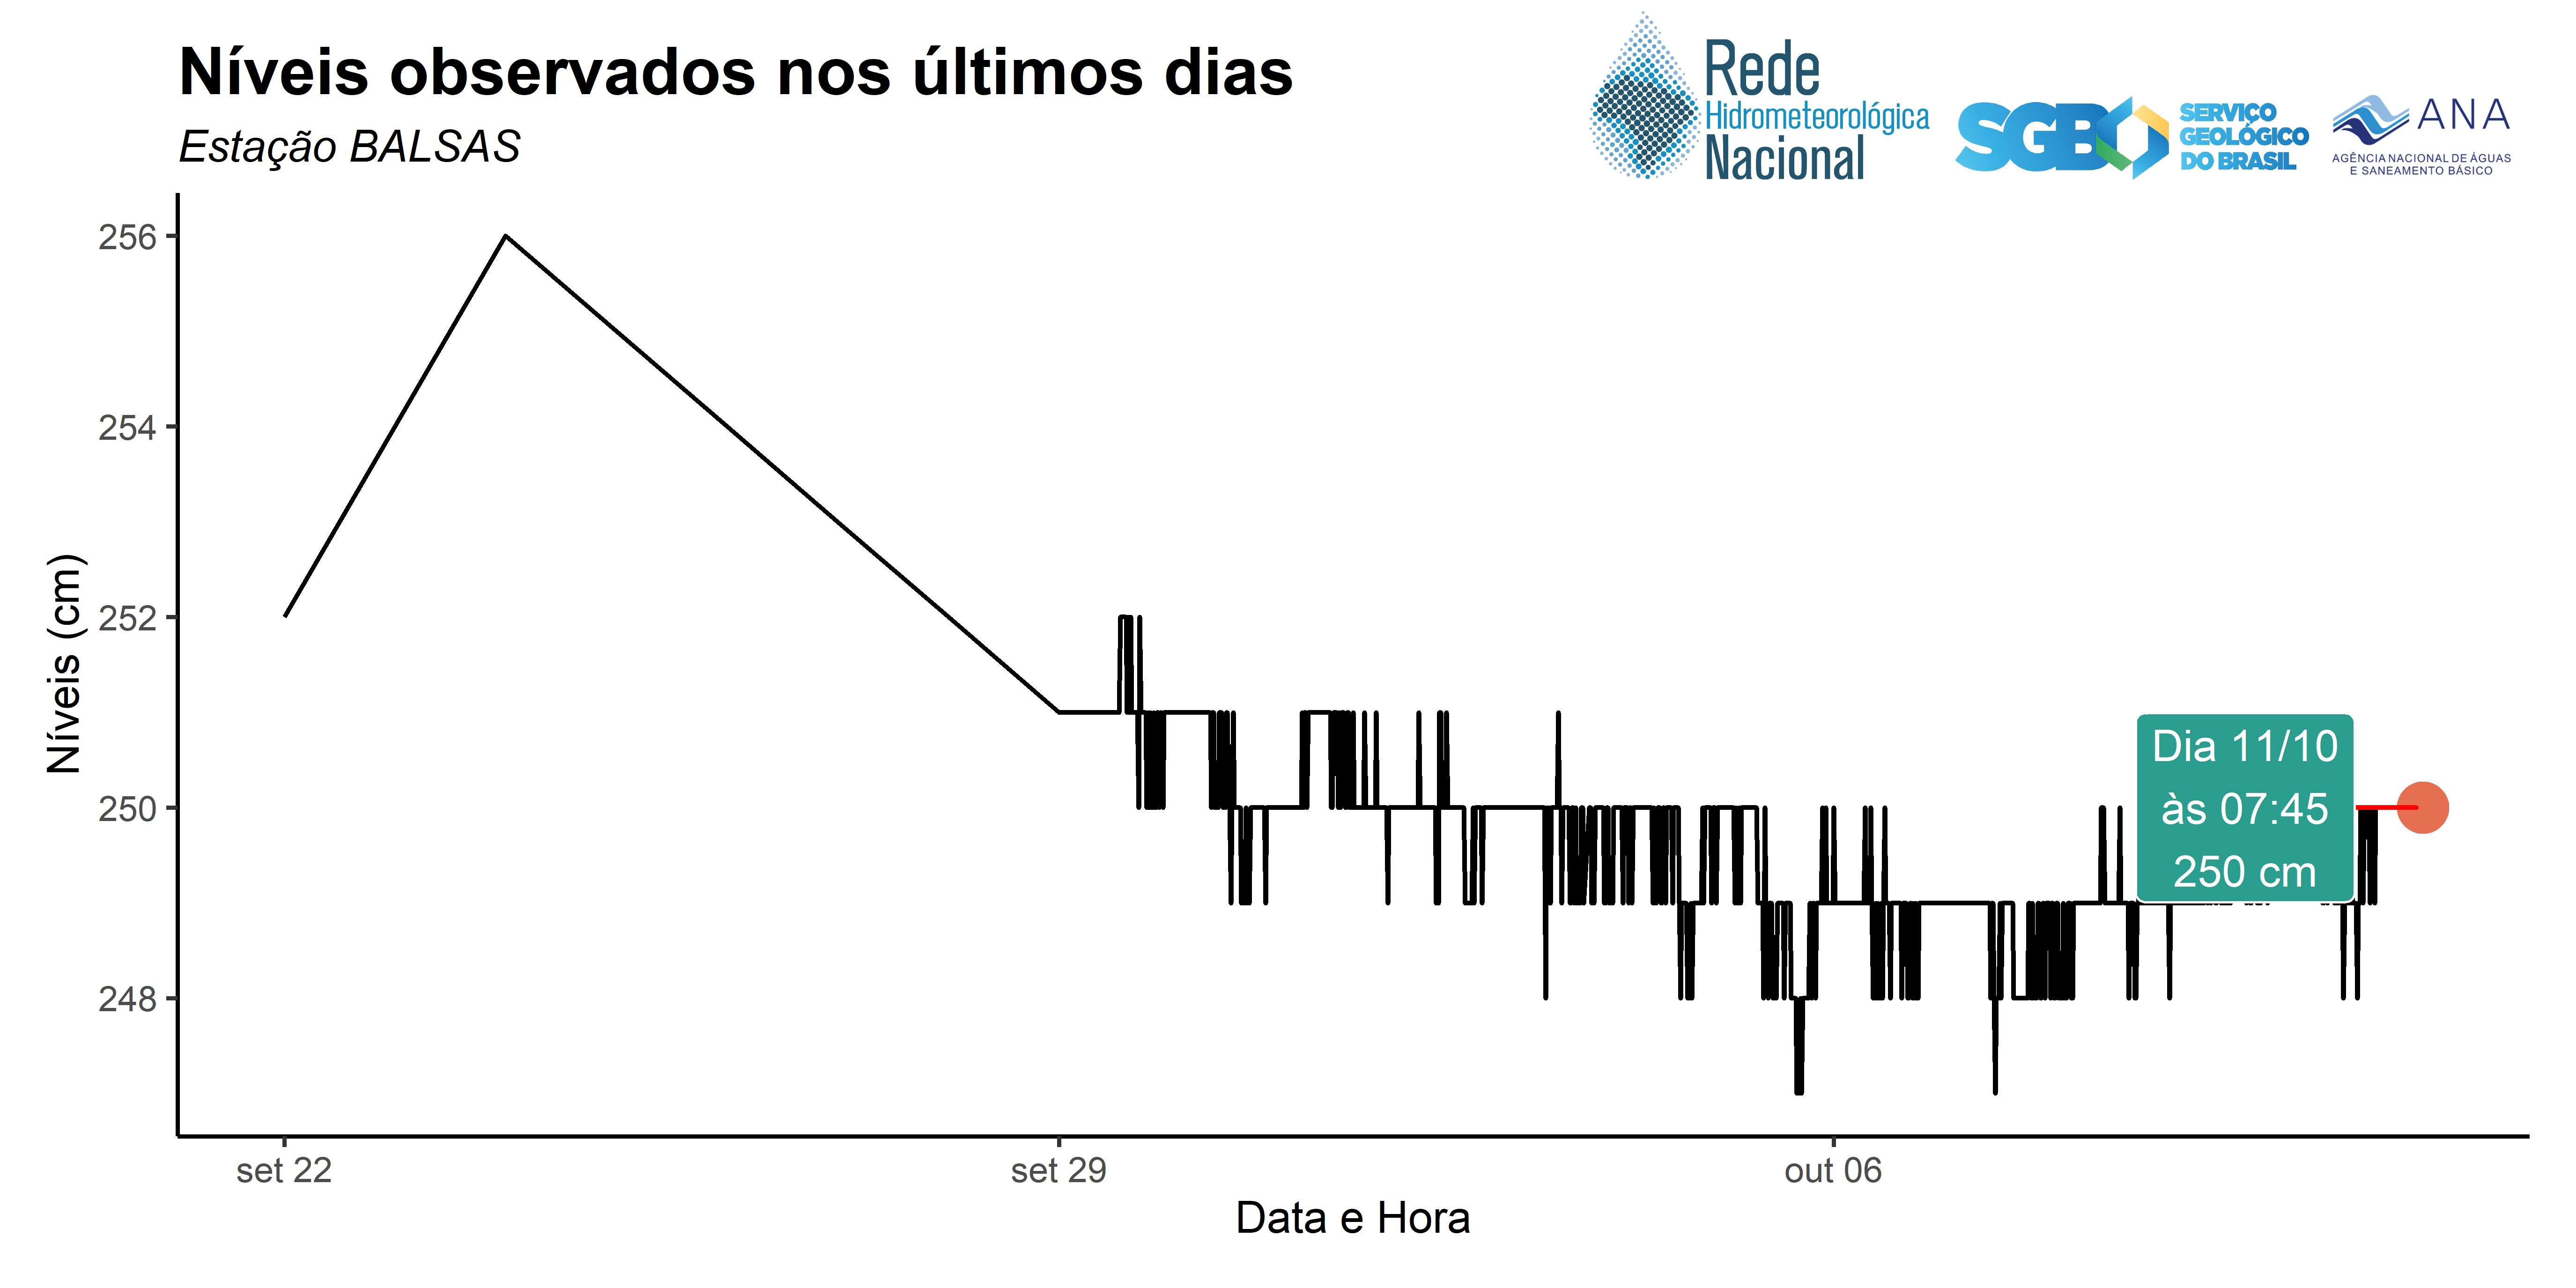 Níveis observados nos últimos dias
Estação BALSAS
Rede
Hidrometeorológica
Nacional
SGB
SERVIÇO
GEOLÓGICO
DO BRASIL
ANA
AGÊNCIA NACIONAL DE ÁGUAS
E SANEAMENTO BÁSICO
Níveis (cm)
256
254
252
250
248
Dia 11/10
às 07:45
250 cm
set 22
set 29
out 06
Data e Hora